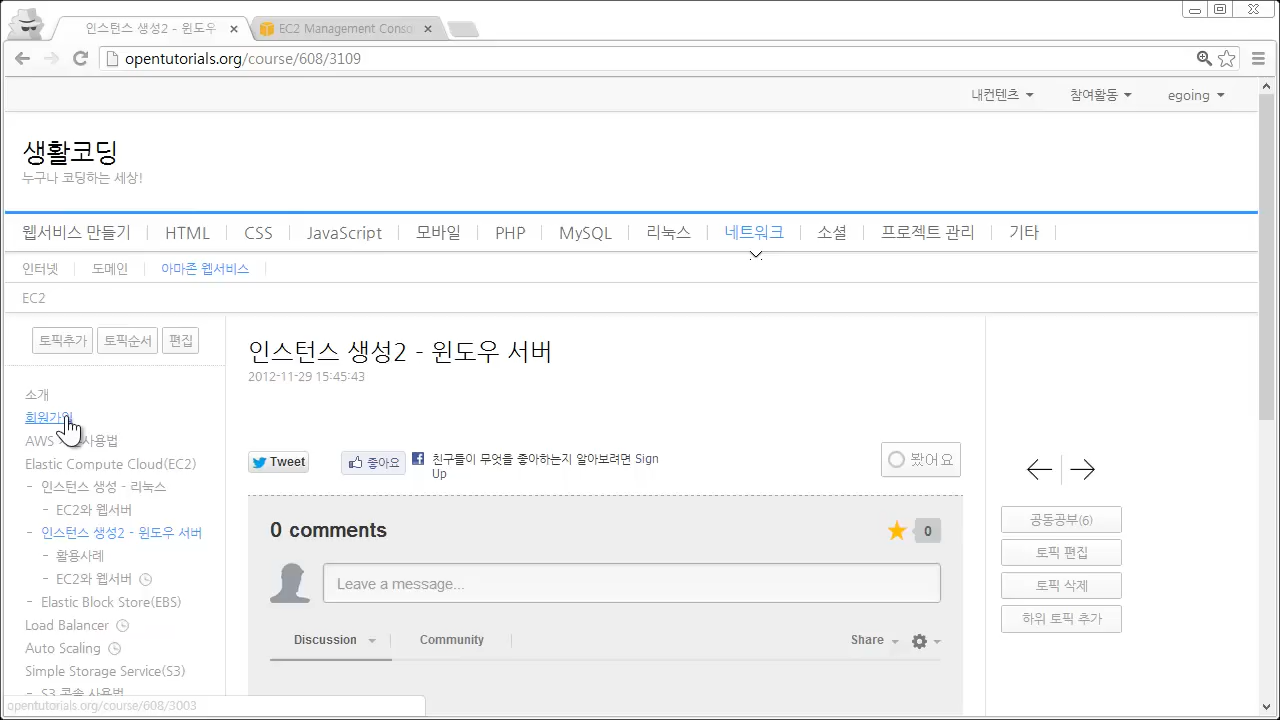 인스턴스 생성2 - 윈도우
EC2 Management Conso
opentutorials.org/course/608/3109
내컨텐츠
참여활동
egoing
생활코딩
누구나 코딩하는 세상!
웹서비스 만들기
HTML
CSS
JavaScript
모바일
PHP
MySQL
리눅스
네트워크
소셜
프로젝트 관리
기타
인터넷
도메인
아마존 웹서비스
EC2
토픽추가
토픽순서
편집
소개
회원가입
AWS 사용법
Elastic Compute Cloud(EC2)
- 인스턴스 생성 - 리눅스
- EC2와 웹서버
- 인스턴스 생성2 - 윈도우 서버
- 활용사례
- EC2와 웹서버
- Elastic Block Store(EBS)
Load Balancer
Auto Scaling
Simple Storage Service(S3)
- S3 콘솔 사용법
opentutorials.org/course/608/3003
인스턴스 생성2 - 윈도우 서버
2012-11-29 15:45:43
Tweet
좋아요
친구들이 무엇을 좋아하는지 알아보려면 Sign
Up
봤어요
0 comments
0
Leave a message...
Discussion
Community
Share
공동공부(6)
토픽 편집
토픽 삭제
하위 토픽 추가